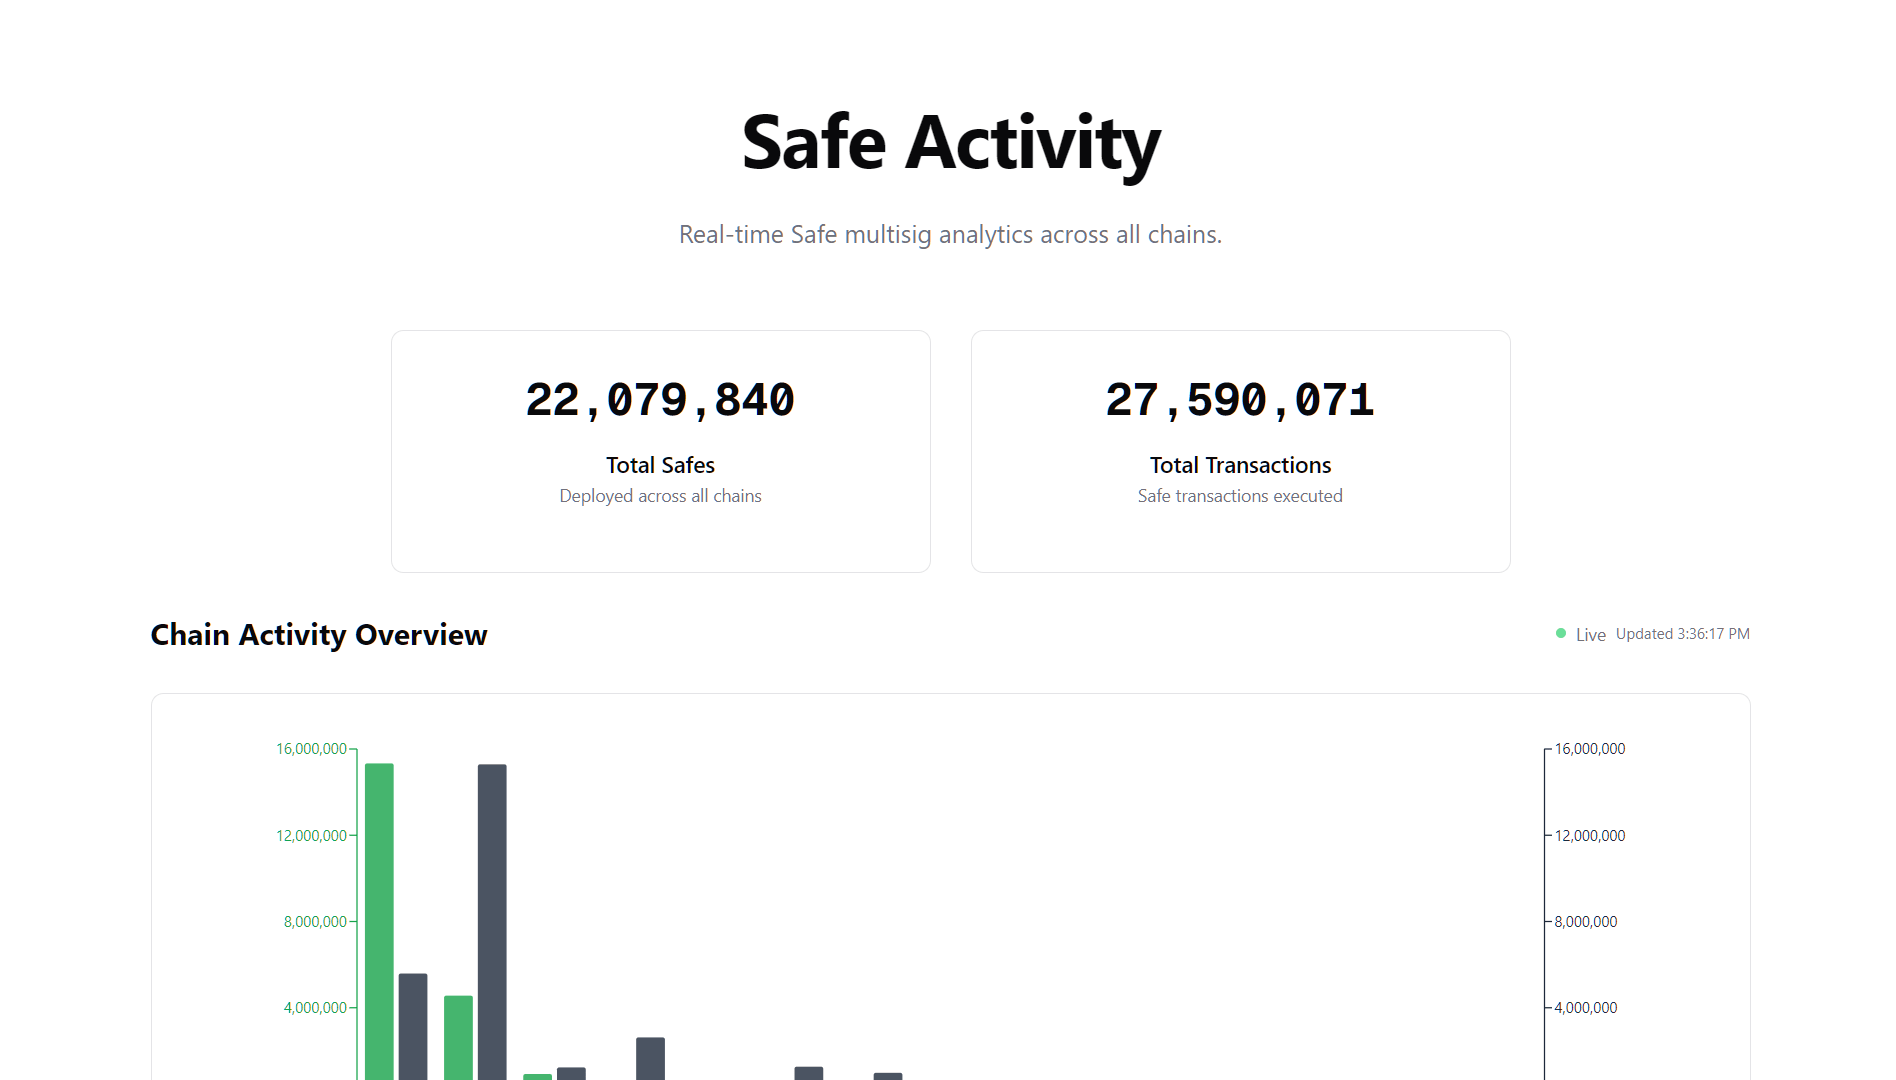 Safe Activity
Real-time Safe multisig analytics across all chains.
22,079,840
27,590,071
Total Safes
Total Transactions
Deployed across all chains
Safe transactions executed
Chain Activity Overview
Live Updated 3:36:17 PM
16,000,000
16,000,000
12,000,000
12,000,000
8,000,000
8,000,000
4,000,000
4,000,000